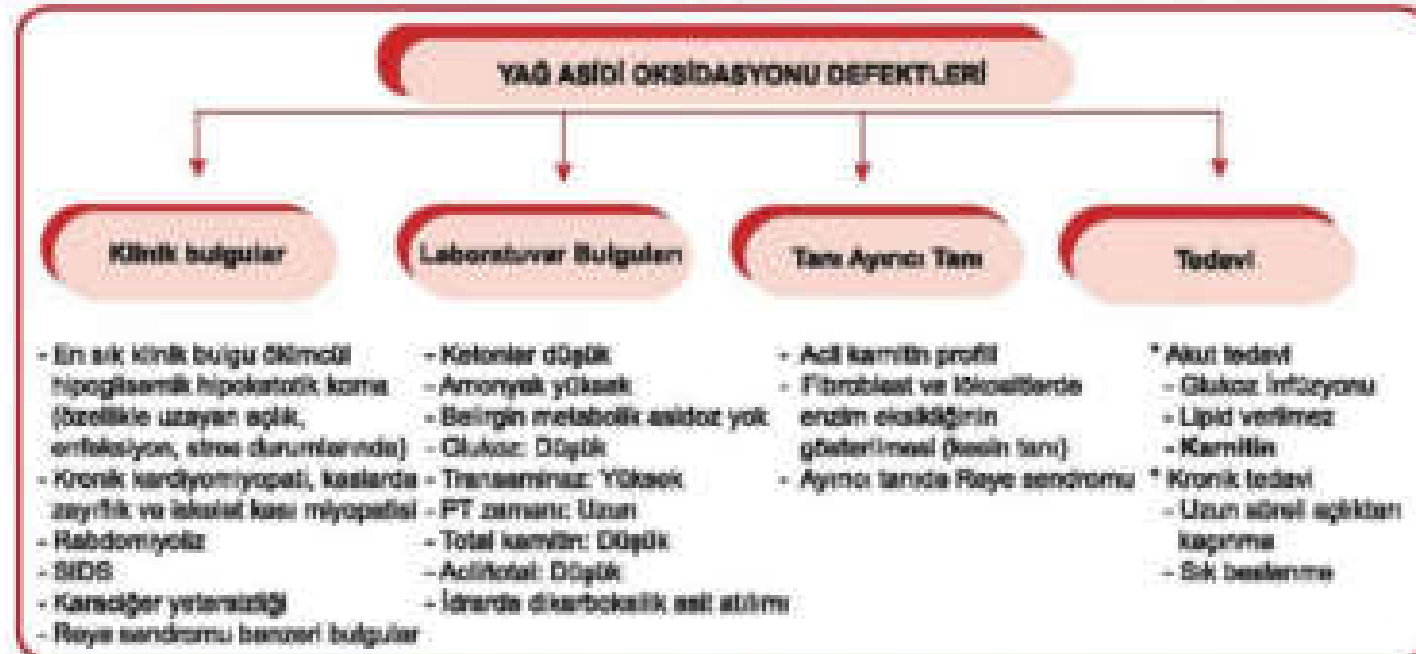 YAĞ ASİDİ OKSİDASYONU DEFEKTLERİ
Klinik bulgular
- En sık klinik bulgu ölümcül
hipoglisemik hipoketotik koma
(özellikle uzayan açlık,
enfeksiyon, stres durumlarında)
- Kronik kardiyomiyopati, kaslarda
zayıflık ve iskelet kası miyopatisi
- Rabdomiyoliz
- SIDS
- Karaciğer yetersizliği
- Reye sendromu benzeri bulgular
Laboratuvar Bulguları
- Ketonlar düşük
- Amonyak yüksek
- Belirgin metabolik asidoz yok
- Glukoz: Düşük
- Transaminaz: Yüksek
- PT zamanı: Uzun
- Total karnitin: Düşük
- Açil/total: Düşük
- İdrarda dikarboksilik asit atılımı
Tanı Ayırıcı Tanı
- Açil karnitin profili
- Fibroblast ve lökositlerde
enzim eksikliğinin
gösterilmesi (kesin tanı)
- Ayırıcı tanıda Reye sendromu
Tedavi
* Akut tedavi
- Glukoz İnfüzyonu
- Lipid verilmez
- Karnitin
* Kronik tedavi
- Uzun süreli açlıktan
kaçınma
- Sık beslenme